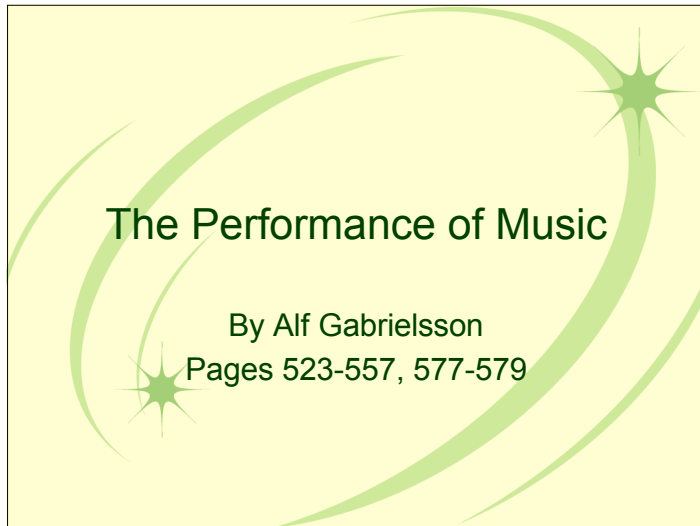 The Performance of Music
By Alf Gabrielsson
Pages 523-557, 577-579